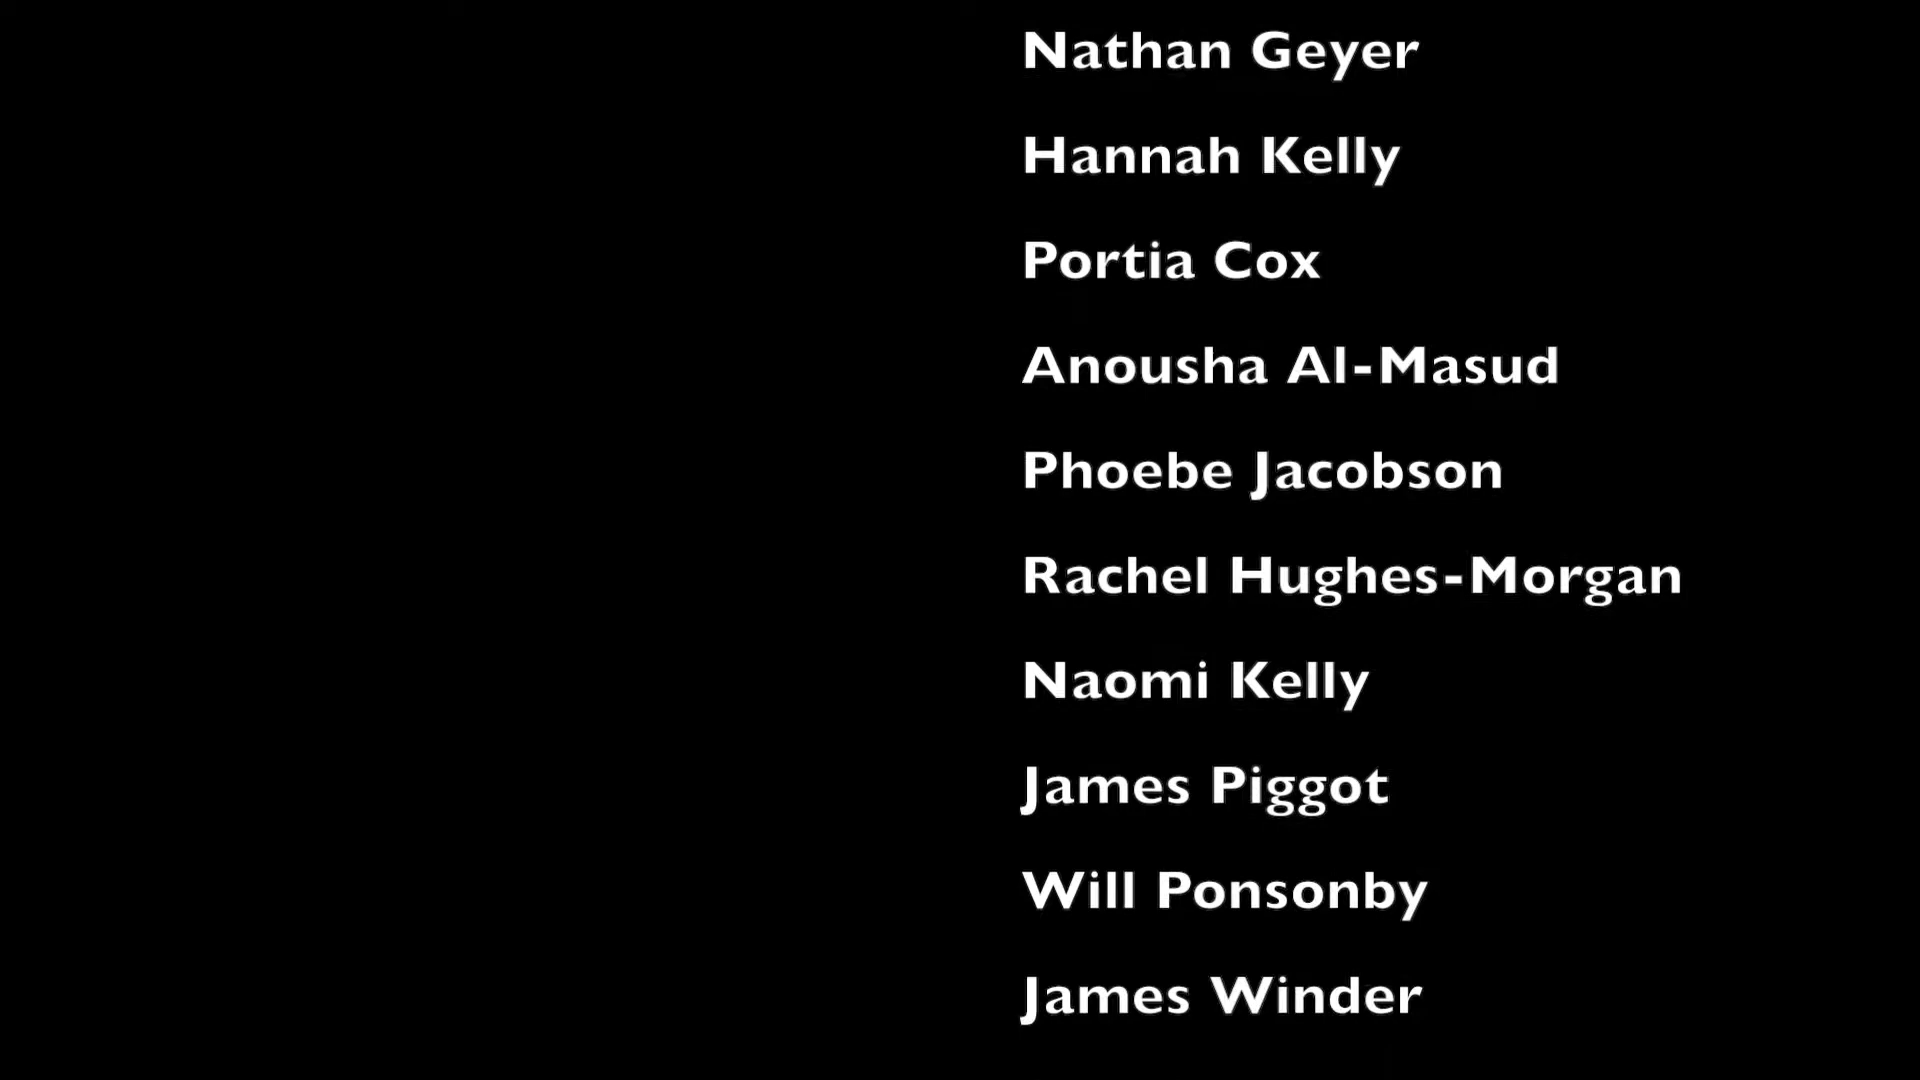 Nathan Geyer
Hannah Kelly
Portia Cox
Anousha Al-Masud
Phoebe Jacobson
Rachel Hughes-Morgan
Naomi Kelly
James Piggot
Will Ponsonby
James Winder